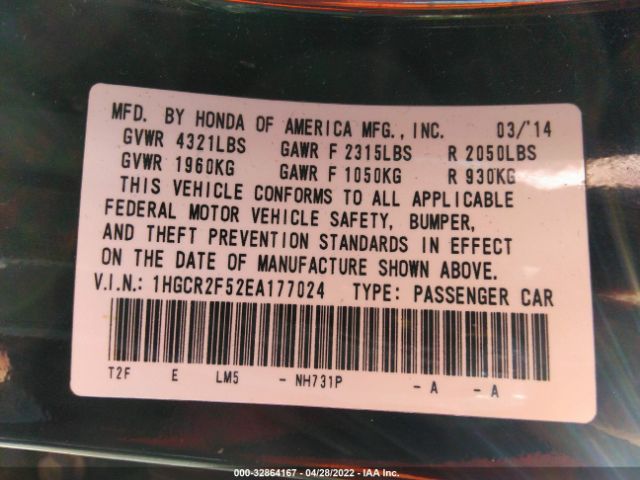 MFD. BY HONDA OF AMERICA MFG., INC. 03/'14
GVWR 4321LBS GAWR F 2315LBS R 2050LBS
GVWR 1960KG GAWR F 1050KG R 930KG
THIS VEHICLE CONFORMS TO ALL APPLICABLE
FEDERAL MOTOR VEHICLE SAFETY, BUMPER,
AND THEFT PREVENTION STANDARDS IN EFFECT
ON THE DATE OF MANUFACTURE SHOWN ABOVE.
V.I.N.: 1HGCR2F52EA177024 TYPE: PASSENGER CAR
T2F E LM5 - NH731P - A - A
000-32864167 - 04/28/2022 - IAA Inc.